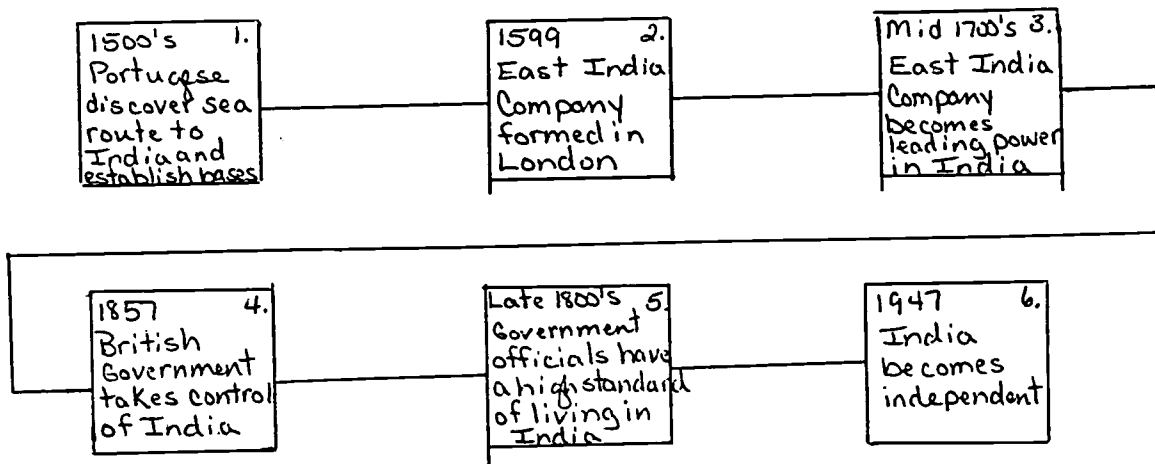 1500's 1.
Portugese
discover sea
route to
India and
establish bases
1599 2.
East India
Company
formed in
London
Mid 1700's 3.
East India
Company
becomes
leading power
in India
1857 4.
British
Government
takes control
of India
Late 1800's 5.
Government
officials have
a high standard
of living in
India
1947 6.
India
becomes
independent